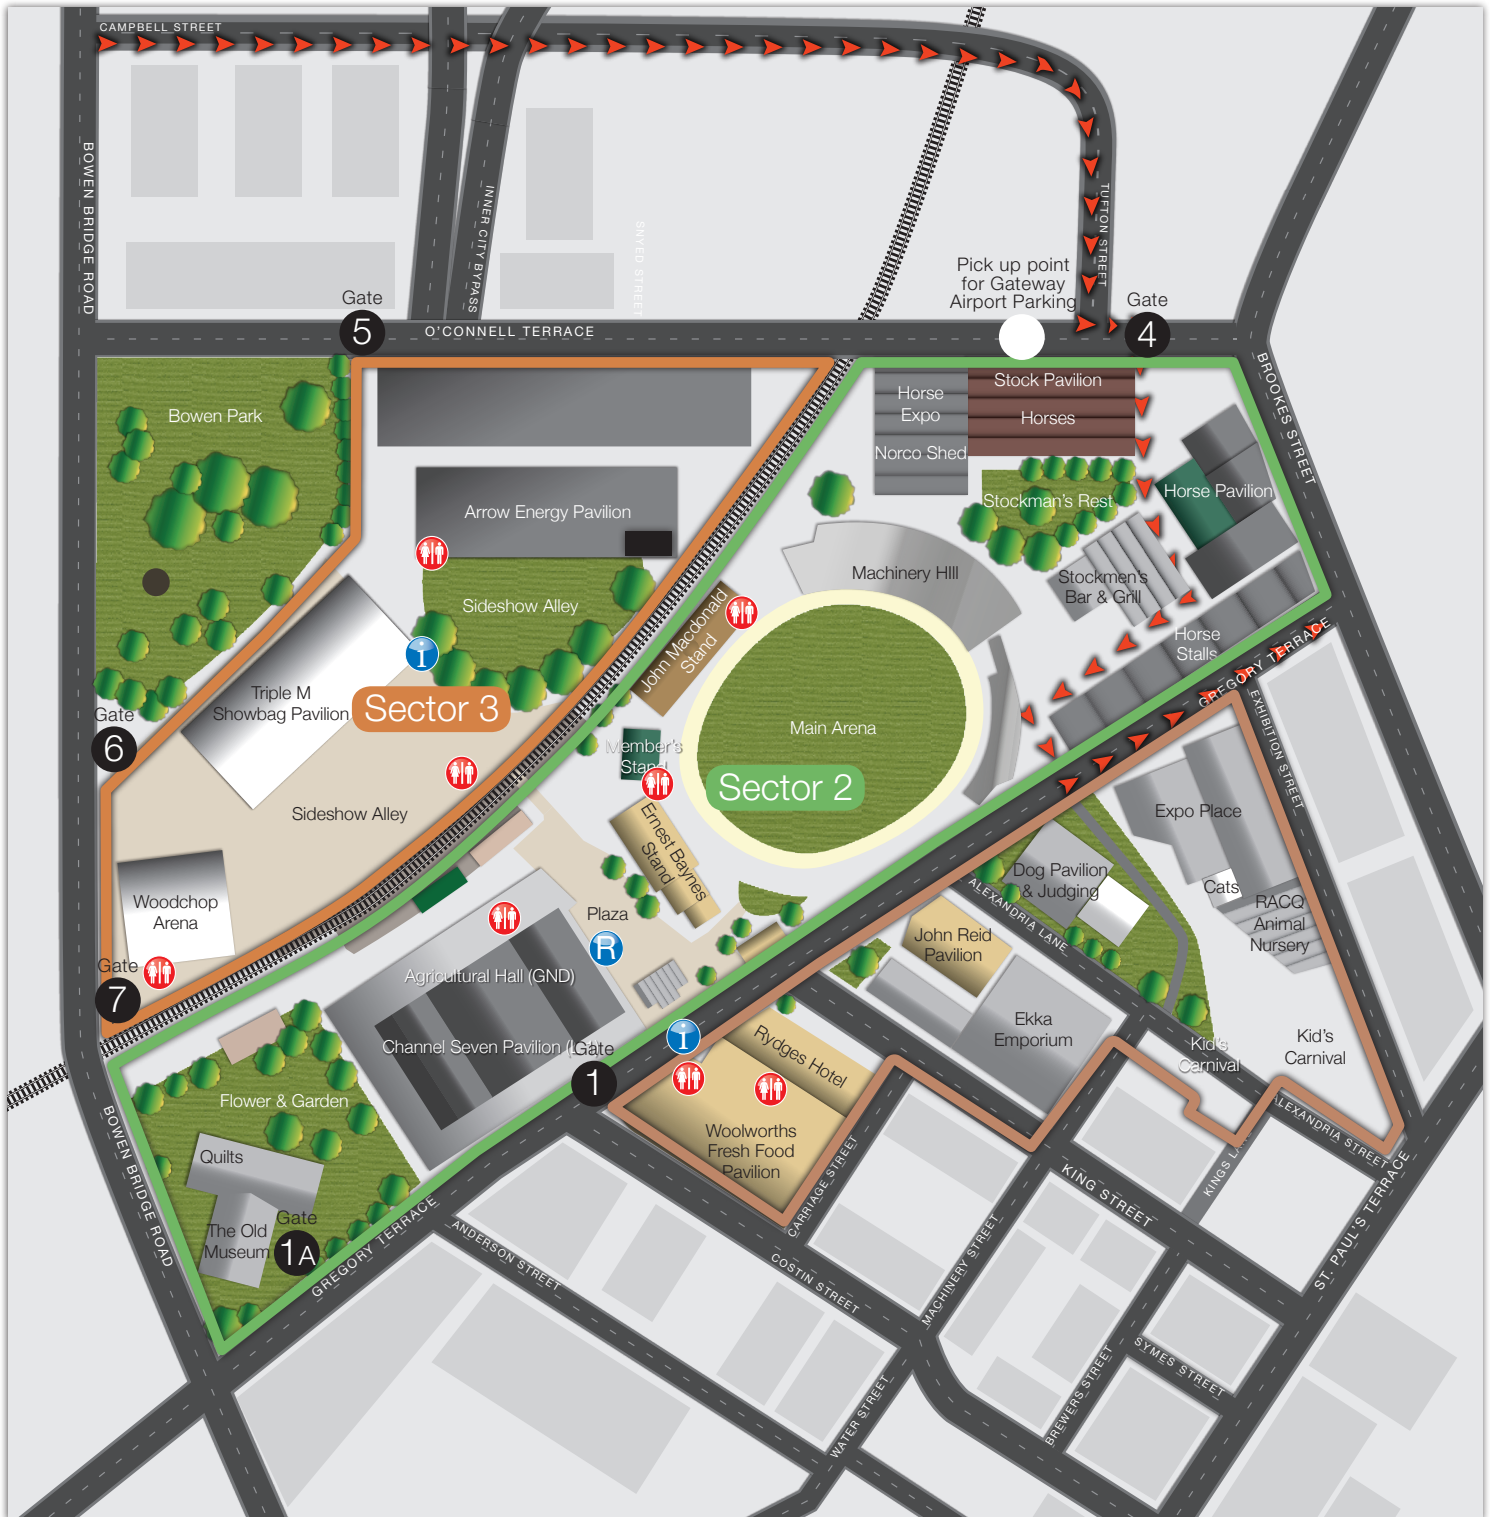 CAMPBELL STREET
BOWEN BRIDGE ROAD
INNER CITY BYPASS
SNYED STREET
TUFTON STREET
Pick up point
for Gateway
Airport Parking
Gate
4
Gate
5
O'CONNELL TERRACE
BROOKES STREET
Bowen Park
Horse
Expo
Norco Shed
Stock Pavilion
Horses
Arrow Energy Pavilion
Stockman's Rest
Horse Pavilion
Machinery HIll
Stockmen's
Bar & Grill
Sideshow Alley
i
John Macdonald
Stand
Horse
Stalls
GREGORY TERRACE
Triple M
Showbag Pavilion
Sector 3
Gate
6
Member's
Stand
Main Arena
Sector 2
EXHIBITION STREET
Sideshow Alley
Ernest Baynes
Stand
Expo Place
Dog Pavilion
& Judging
Cats
RACQ
Animal
Nursery
Woodchop
Arena
Plaza
R
ALEXANDRIA LANE
John Reid
Pavilion
Gate
7
Agricultural Hall (GND)
Channel Seven Pavilion (L
Gate
1
i
Rydges Hotel
Ekka
Emporium
Kid's
Carnival
Kid's
Carnival
Flower & Garden
Woolworths
Fresh Food
Pavilion
ALEXANDRIA STREET
BOWEN BRIDGE ROAD
Quilts
The Old
Museum
Gate
1A
CARRIAGE STREET
KINGS LA
KING STREET
ST. PAUL'S TERRACE
GREGORY TERRACE
ANDERSON STREET
COSTIN STREET
MACHINERY STREET
SYMES STREET
BREWERS STREET
WATER STREET